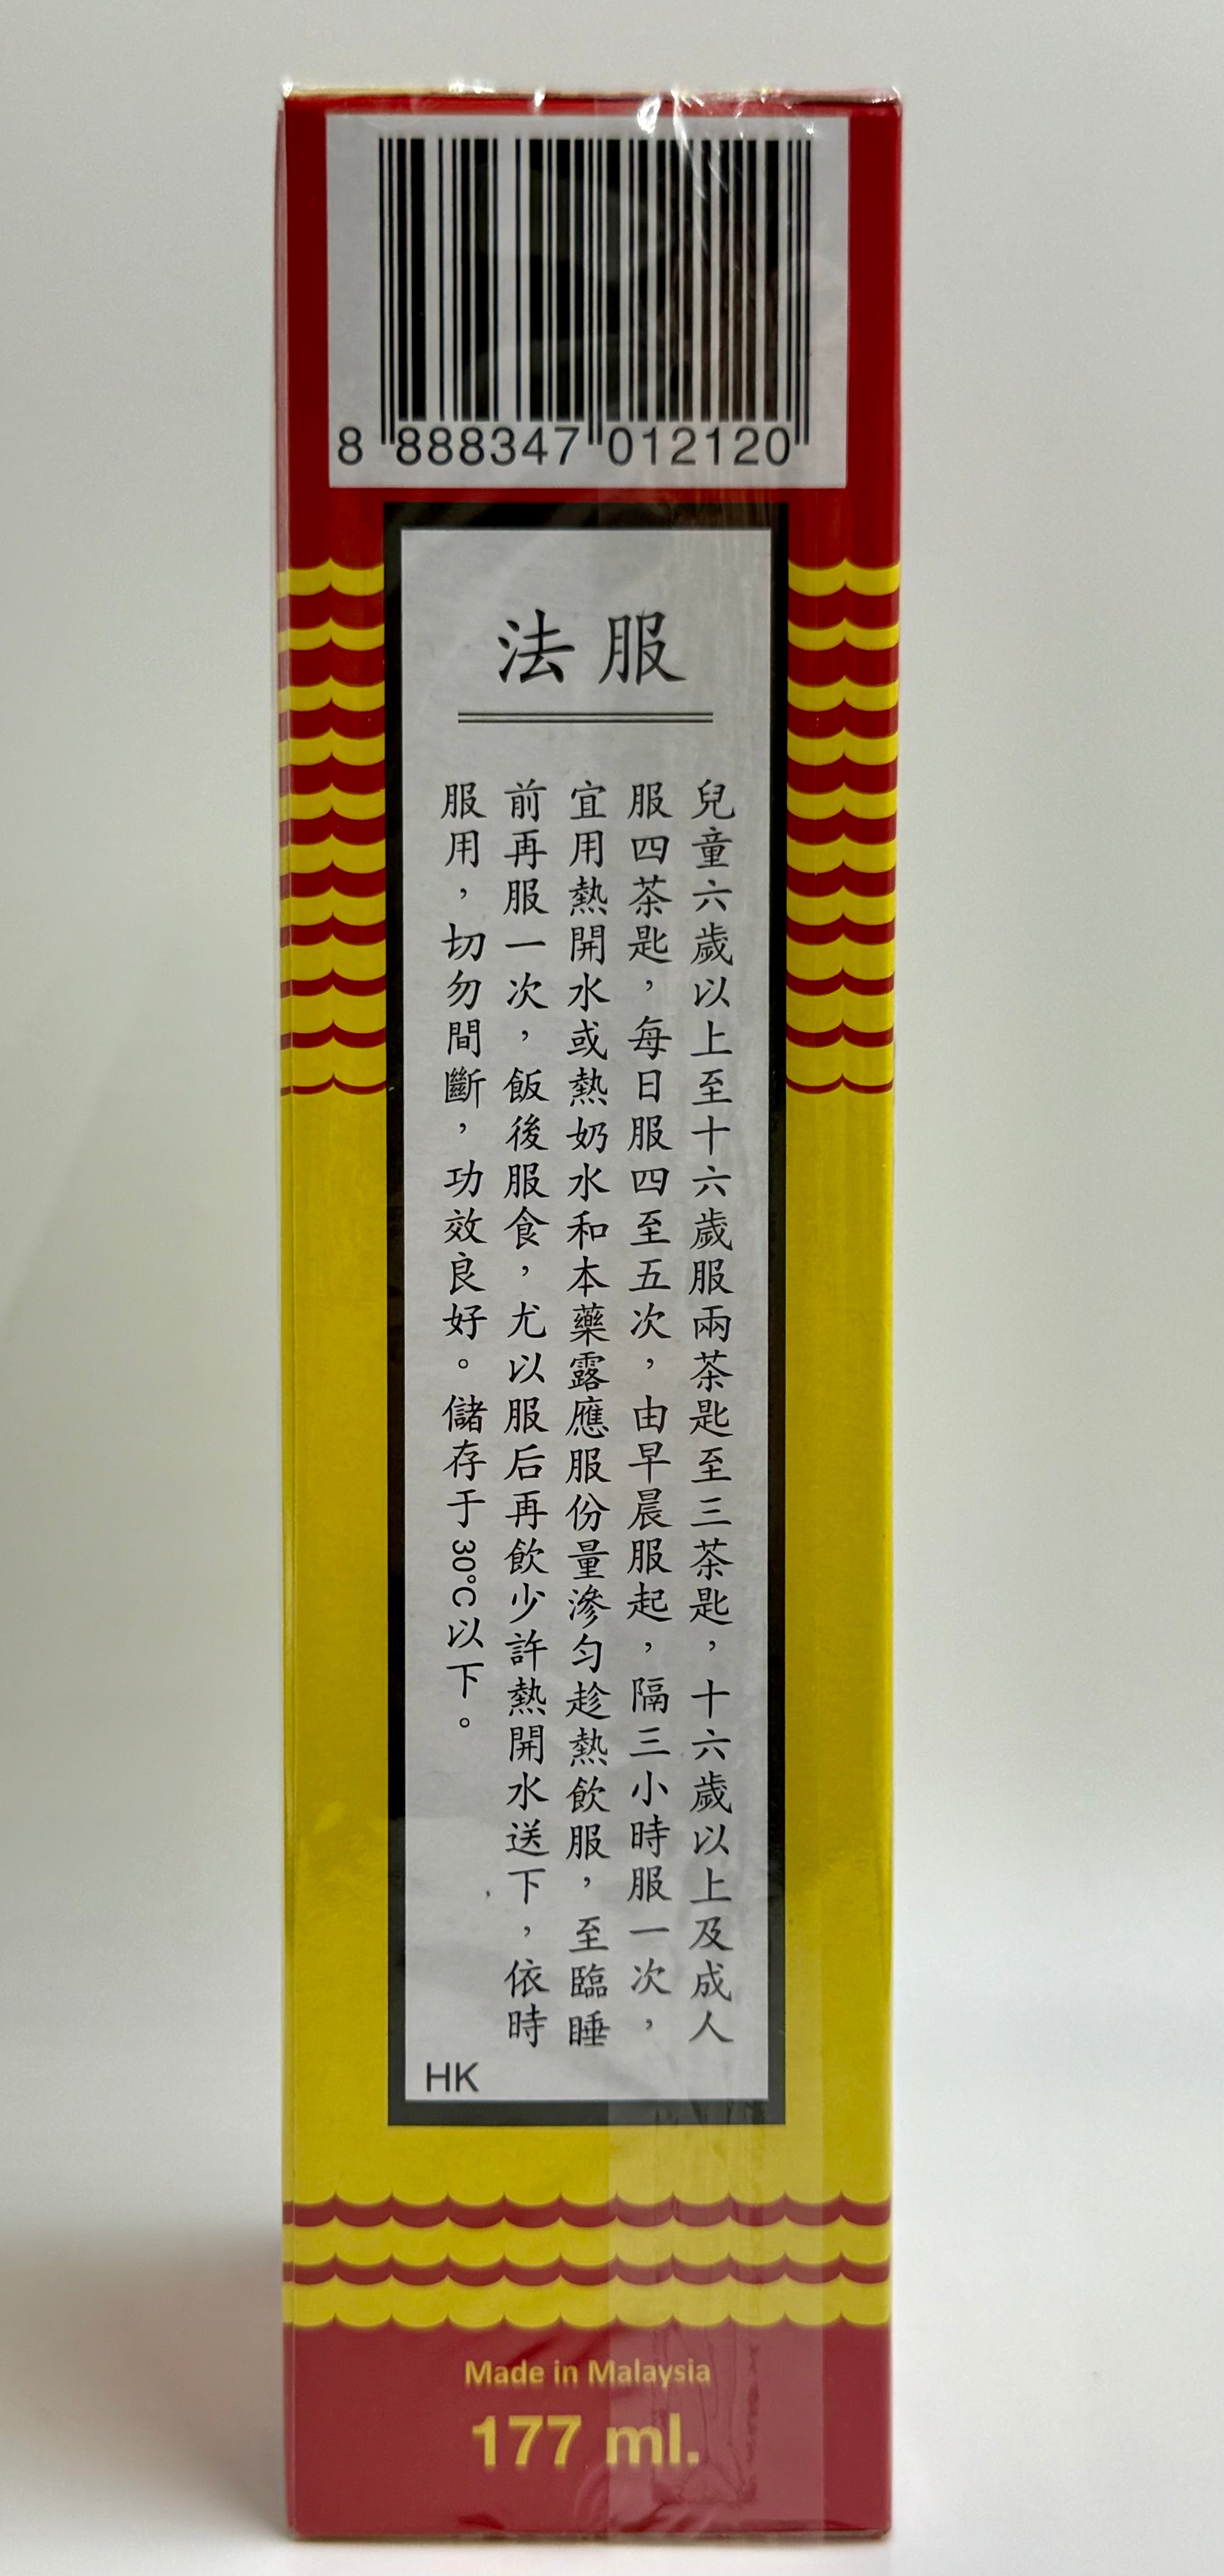 8 888347 012120
服法
兒童六歲以上至十六歲服兩茶匙至三茶匙，十六歲以上及成人
服四茶匙，每日服四至五次，由早晨服起，隔三小時服一次，
宜用熱開水或熱奶水和本藥露應服份量滲勻趁熱飲服，至臨睡
前再服一次，飯後服食，尤以服后再飲少許熱開水送下，依時
服用，切勿間斷，功效良好。儲存于30°C以下。
HK
Made in Malaysia
177 ml.